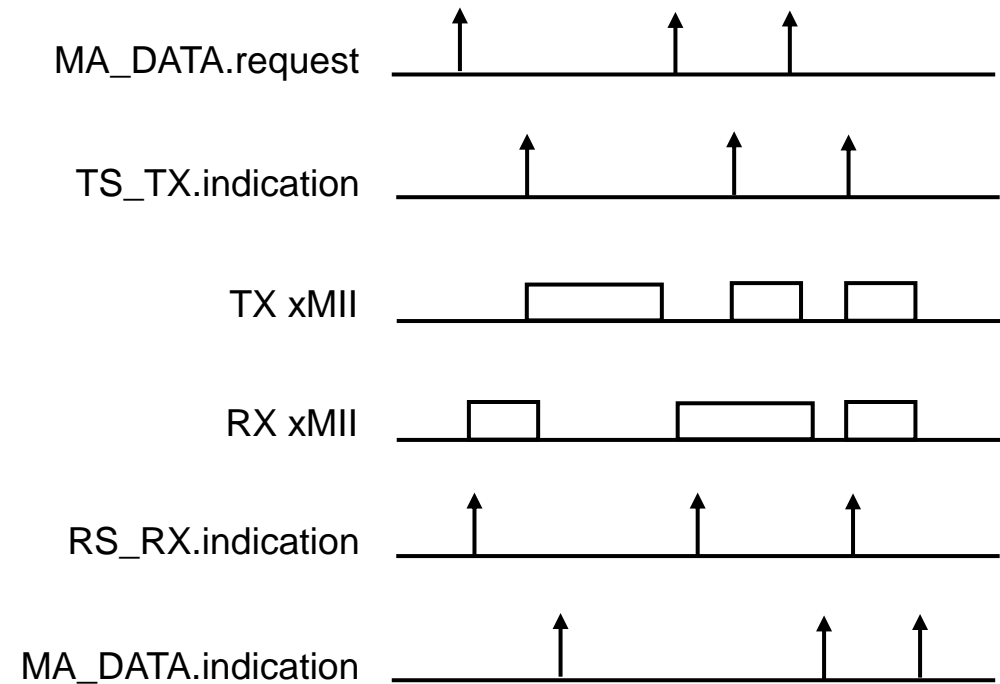 MA_DATA.request
TS_TX.indication
TX xMII
RX xMII
RS_RX.indication
MA_DATA.indication